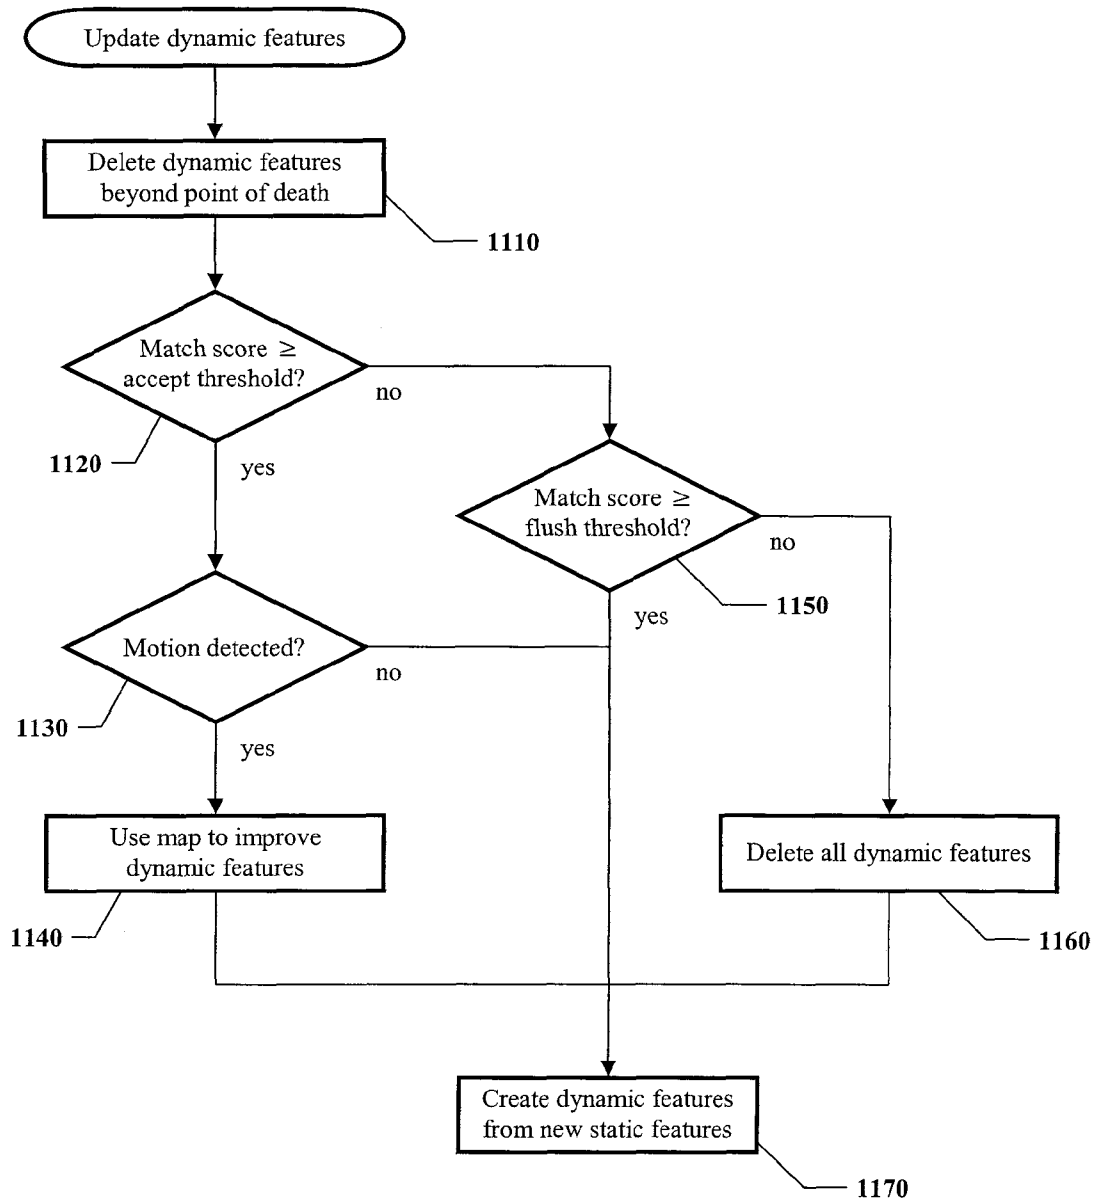 Update dynamic features
Delete dynamic features
beyond point of death
1110
Match score ≥
accept threshold?
no
1120
yes
Match score ≥
flush threshold?
no
1150
yes
Motion detected?
no
1130
yes
Use map to improve
dynamic features
1140
Delete all dynamic features
1160
Create dynamic features
from new static features
1170